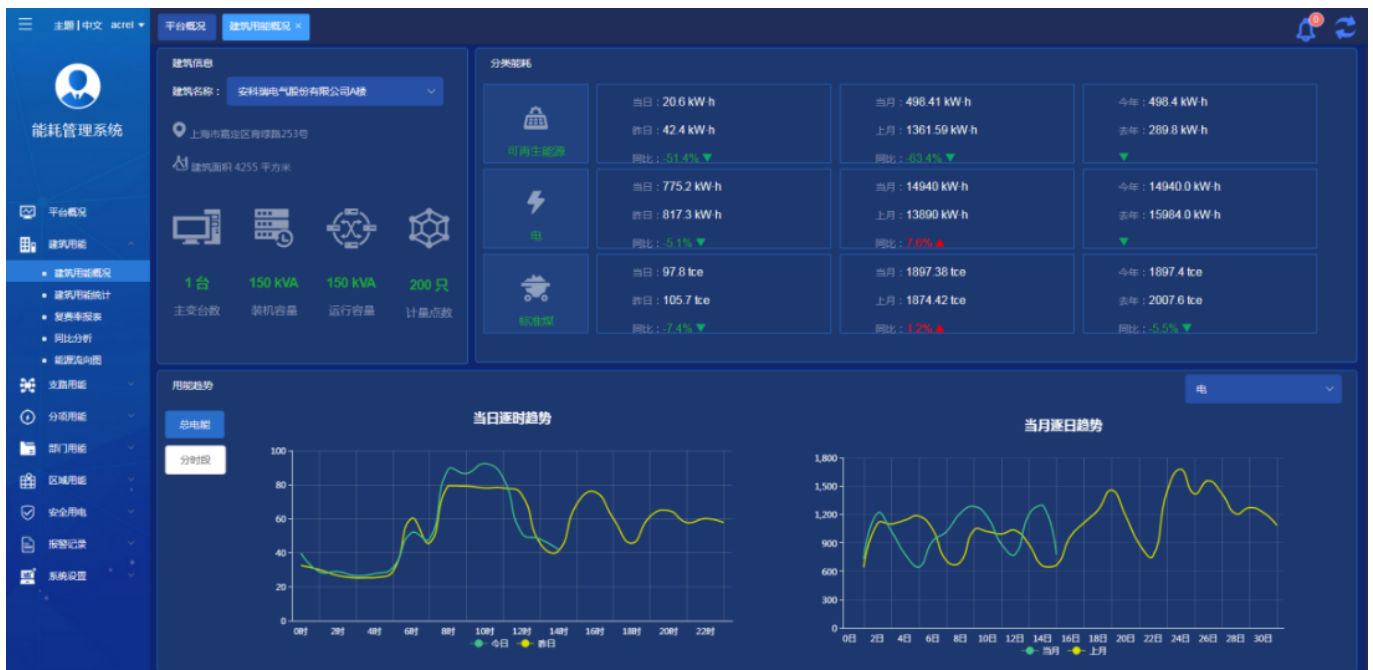 主题 | 中文 acrel
平台概况
建筑用能概况 ×
0
能耗管理系统
平台概况
建筑用能
建筑用能概况
建筑用能统计
复费率报表
同比分析
能源流向图
支路用能
分项用能
部门用能
区域用能
安全用电
报警记录
系统设置
建筑信息
建筑名称： 安科瑞电气股份有限公司A楼
上海市嘉定区育绿路253号
建筑面积 4255 平方米
1 台 150 kVA 150 kVA 200 只
主变台数 装机容量 运行容量 计量点数
分类能耗
可再生能源
当日：20.6 kW·h 当月：498.41 kW·h 今年：498.4 kW·h
昨日：42.4 kW·h 上月：1361.59 kW·h 去年：289.8 kW·h
同比：-51.4% ▼ 同比：-63.4% ▼ ▼
电
当日：775.2 kW·h 当月：14940 kW·h 今年：14940.0 kW·h
昨日：817.3 kW·h 上月：13890 kW·h 去年：15984.0 kW·h
同比：-5.1% ▼ 同比：7.6% ▲ ▼
标准煤
当日：97.8 tce 当月：1897.38 tce 今年：1897.4 tce
昨日：105.7 tce 上月：1874.42 tce 去年：2007.6 tce
同比：-7.4% ▼ 同比：1.2% ▲ 同比：-5.5% ▼
用能趋势
电
总电能
分时段
当日逐时趋势
100
80
60
40
20
0
0时 2时 4时 6时 8时 10时 12时 14时 16时 18时 20时 22时
今日 昨日
当月逐日趋势
1,800
1,500
1,200
900
600
300
0
0日 2日 4日 6日 8日 10日 12日 14日 16日 18日 20日 22日 24日 26日 28日 30日
当月 上月